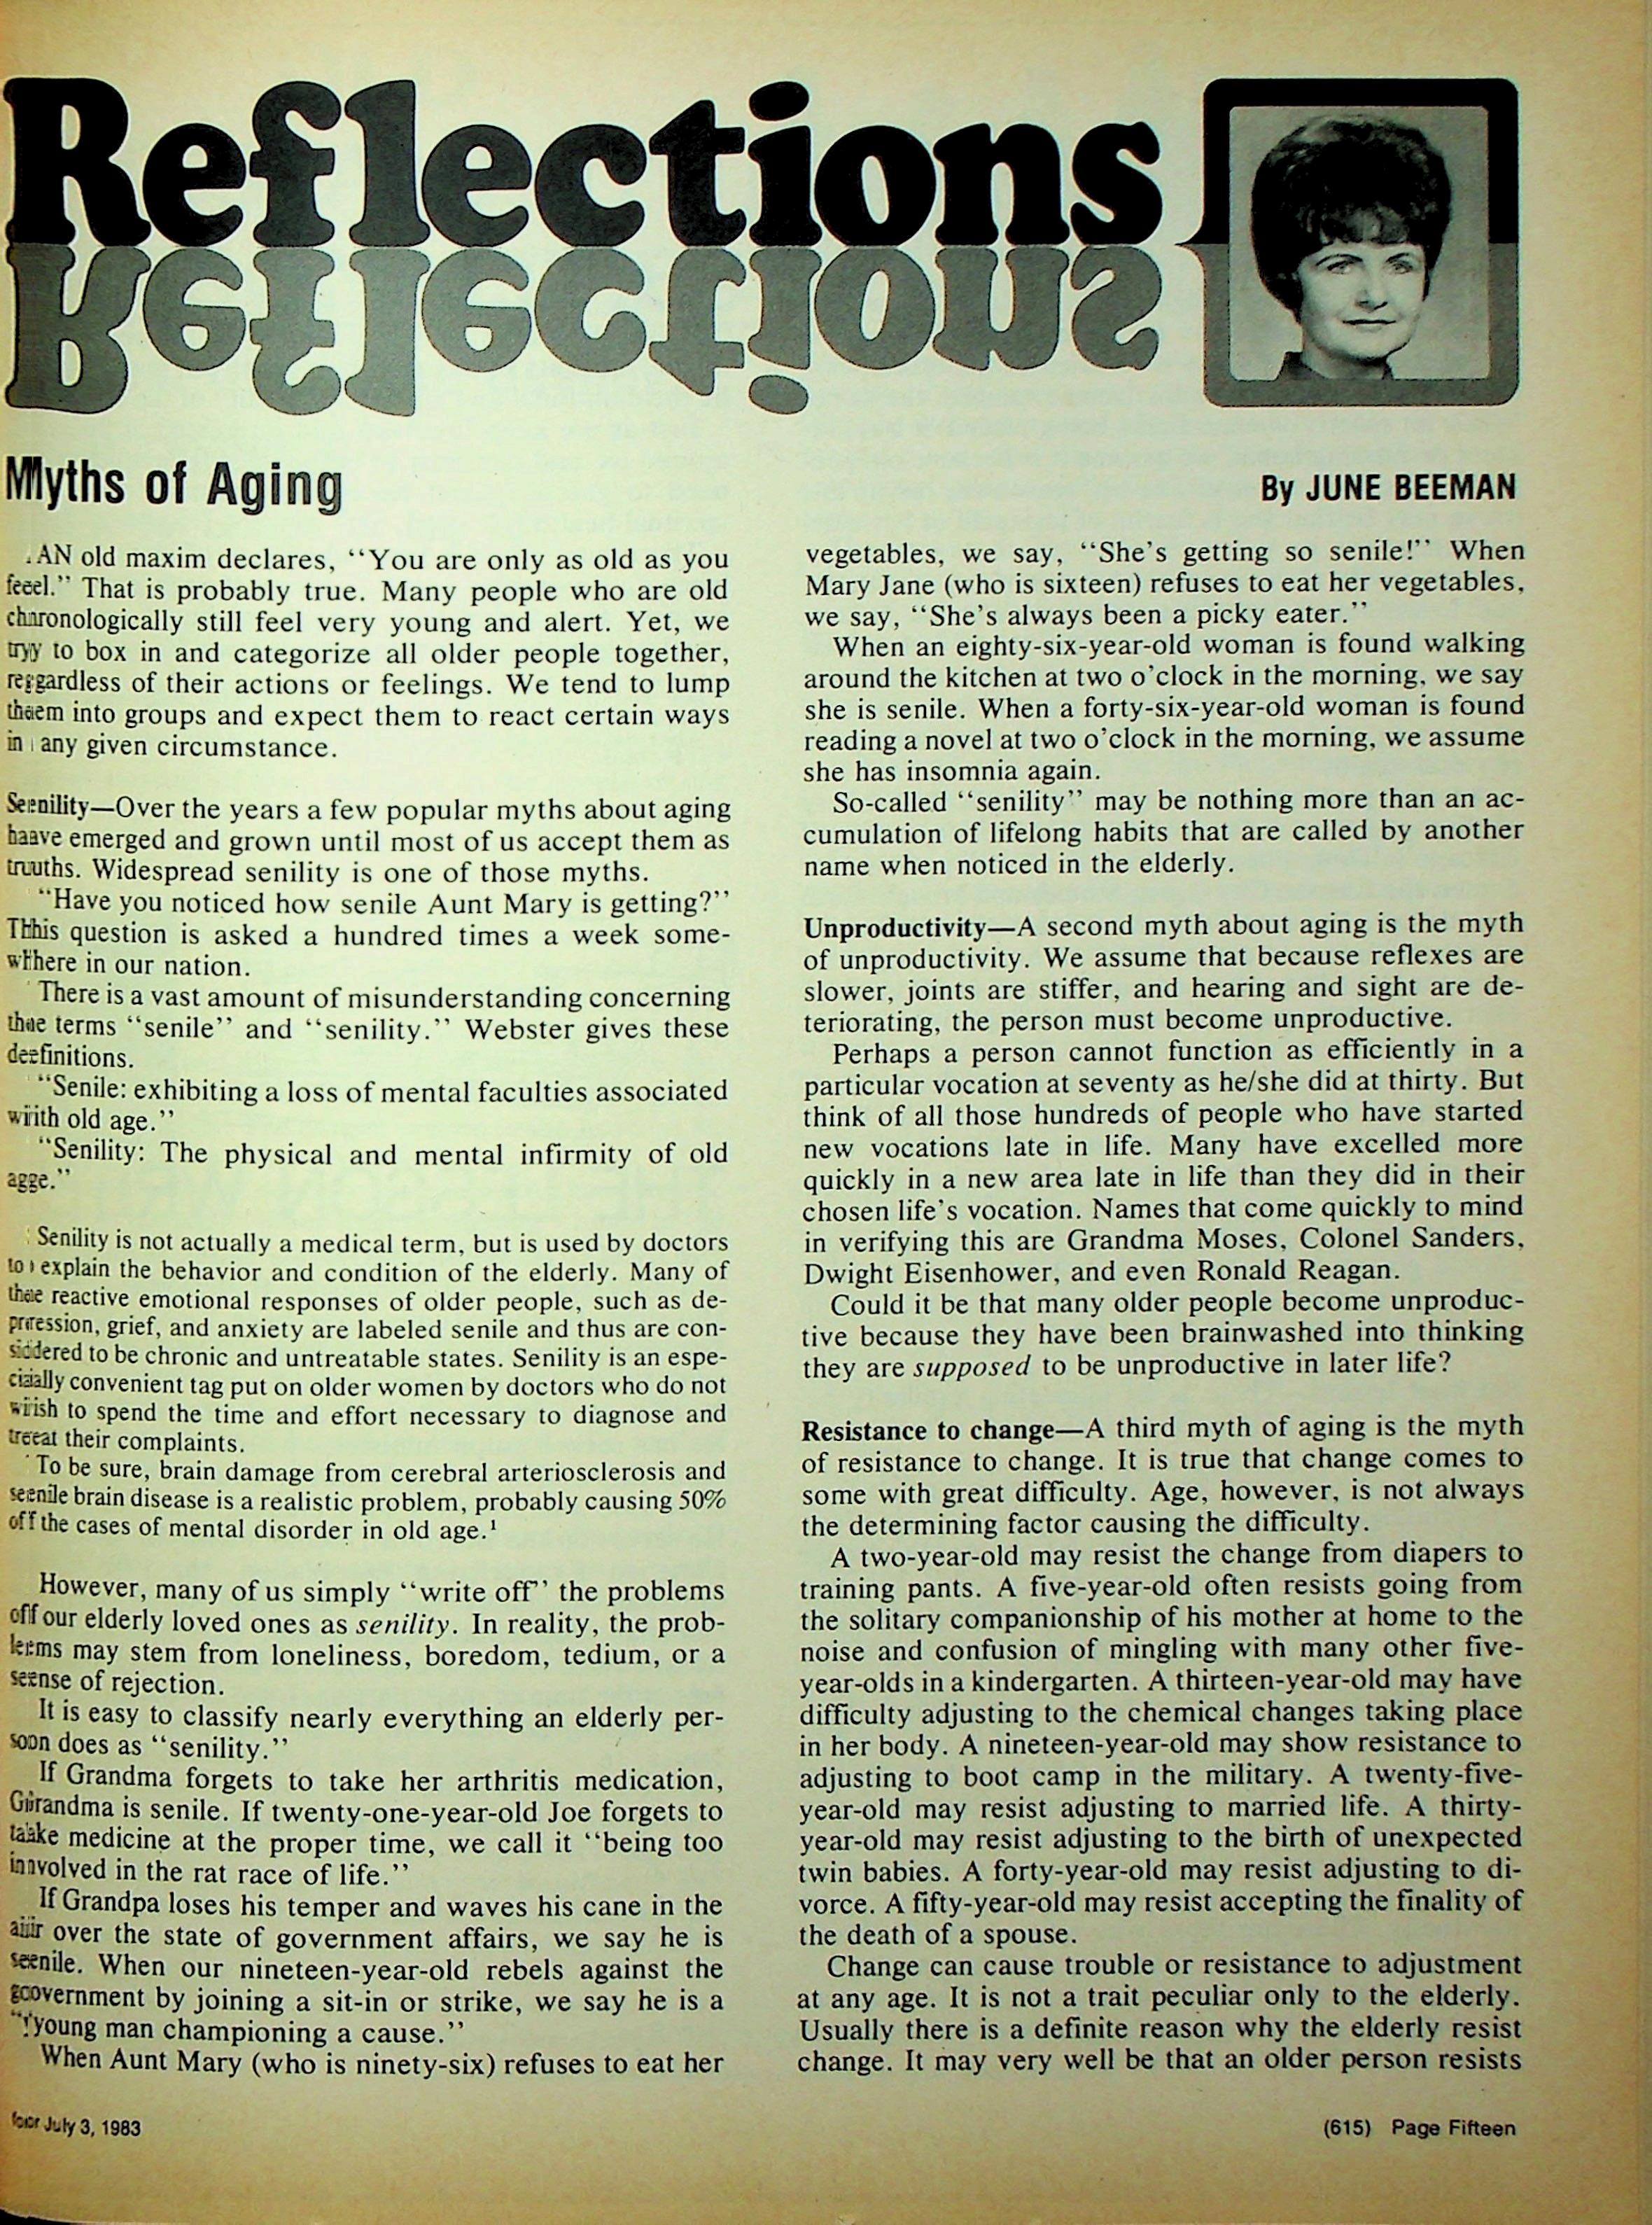 Reflections
Myths of Aging
By JUNE BEEMAN
AN old maxim declares, “You are only as old as you
feel.” That is probably true. Many people who are old
chronologically still feel very young and alert. Yet, we
try to box in and categorize all older people together,
regardless of their actions or feelings. We tend to lump
them into groups and expect them to react certain ways
in any given circumstance.
Senility—Over the years a few popular myths about aging
have emerged and grown until most of us accept them as
truths. Widespread senility is one of those myths.
“Have you noticed how senile Aunt Mary is getting?”
This question is asked a hundred times a week some-
where in our nation.
There is a vast amount of misunderstanding concerning
the terms “senile” and “senility.” Webster gives these
definitions.
“Senile: exhibiting a loss of mental faculties associated
with old age.”
“Senility: The physical and mental infirmity of old
age.”
Senility is not actually a medical term, but is used by doctors
to explain the behavior and condition of the elderly. Many of
the reactive emotional responses of older people, such as de-
pression, grief, and anxiety are labeled senile and thus are con-
sidered to be chronic and untreatable states. Senility is an espe-
cially convenient tag put on older women by doctors who do not
wish to spend the time and effort necessary to diagnose and
treat their complaints.
To be sure, brain damage from cerebral arteriosclerosis and
senile brain disease is a realistic problem, probably causing 50%
of the cases of mental disorder in old age.¹
However, many of us simply “write off” the problems
of our elderly loved ones as senility. In reality, the prob-
lems may stem from loneliness, boredom, tedium, or a
sense of rejection.
It is easy to classify nearly everything an elderly per-
son does as “senility.”
If Grandma forgets to take her arthritis medication,
Grandma is senile. If twenty-one-year-old Joe forgets to
take medicine at the proper time, we call it “being too
involved in the rat race of life.”
If Grandpa loses his temper and waves his cane in the
air over the state of government affairs, we say he is
senile. When our nineteen-year-old rebels against the
government by joining a sit-in or strike, we say he is a
“young man championing a cause.”
When Aunt Mary (who is ninety-six) refuses to eat her
vegetables, we say, “She’s getting so senile!” When
Mary Jane (who is sixteen) refuses to eat her vegetables,
we say, “She’s always been a picky eater.”
When an eighty-six-year-old woman is found walking
around the kitchen at two o’clock in the morning, we say
she is senile. When a forty-six-year-old woman is found
reading a novel at two o’clock in the morning, we assume
she has insomnia again.
So-called “senility” may be nothing more than an ac-
cumulation of lifelong habits that are called by another
name when noticed in the elderly.
Unproductivity—A second myth about aging is the myth
of unproductivity. We assume that because reflexes are
slower, joints are stiffer, and hearing and sight are de-
teriorating, the person must become unproductive.
Perhaps a person cannot function as efficiently in a
particular vocation at seventy as he/she did at thirty. But
think of all those hundreds of people who have started
new vocations late in life. Many have excelled more
quickly in a new area late in life than they did in their
chosen life’s vocation. Names that come quickly to mind
in verifying this are Grandma Moses, Colonel Sanders,
Dwight Eisenhower, and even Ronald Reagan.
Could it be that many older people become unproduc-
tive because they have been brainwashed into thinking
they are supposed to be unproductive in later life?
Resistance to change—A third myth of aging is the myth
of resistance to change. It is true that change comes to
some with great difficulty. Age, however, is not always
the determining factor causing the difficulty.
A two-year-old may resist the change from diapers to
training pants. A five-year-old often resists going from
the solitary companionship of his mother at home to the
noise and confusion of mingling with many other five-
year-olds in a kindergarten. A thirteen-year-old may have
difficulty adjusting to the chemical changes taking place
in her body. A nineteen-year-old may show resistance to
adjusting to boot camp in the military. A twenty-five-
year-old may resist adjusting to married life. A thirty-
year-old may resist adjusting to the birth of unexpected
twin babies. A forty-year-old may resist adjusting to di-
vorce. A fifty-year-old may resist accepting the finality of
the death of a spouse.
Change can cause trouble or resistance to adjustment
at any age. It is not a trait peculiar only to the elderly.
Usually there is a definite reason why the elderly resist
change. It may very well be that an older person resists
for July 3, 1983
(615) Page Fifteen